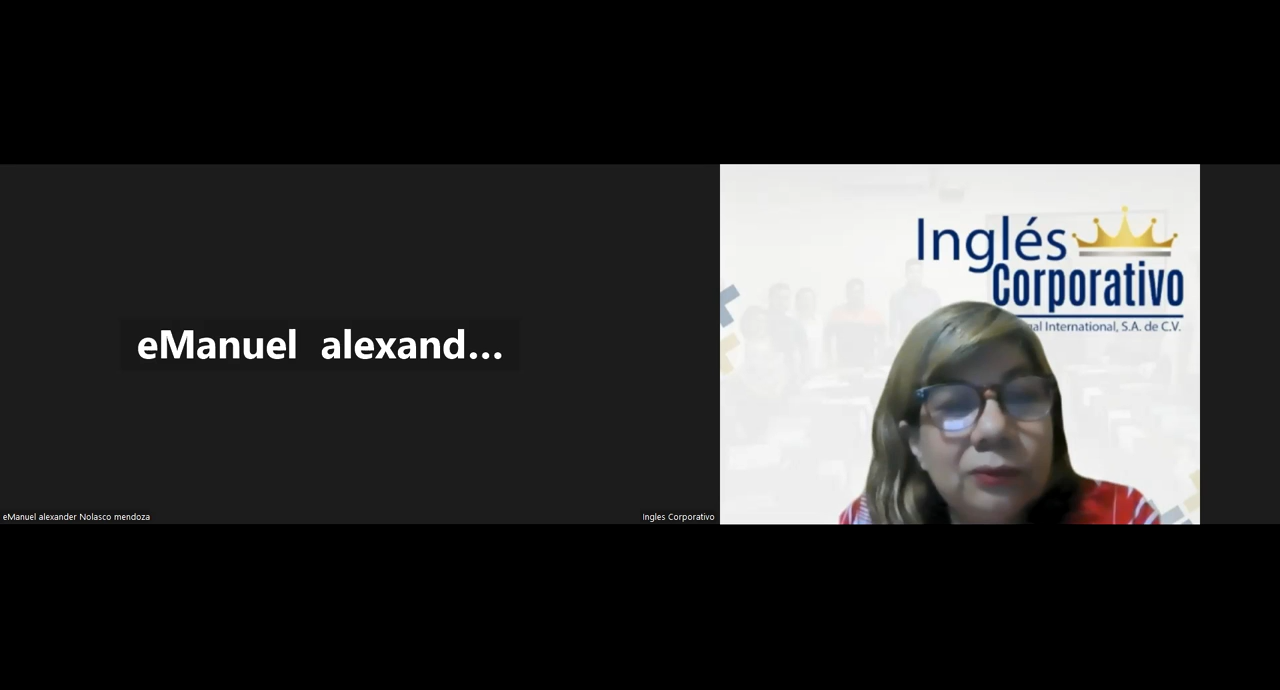 eManuel alexand...
eManuel alexander Nolasco mendoza
Inglés
Corporativo
International, S.A. de C.V.
Ingles Corporativo